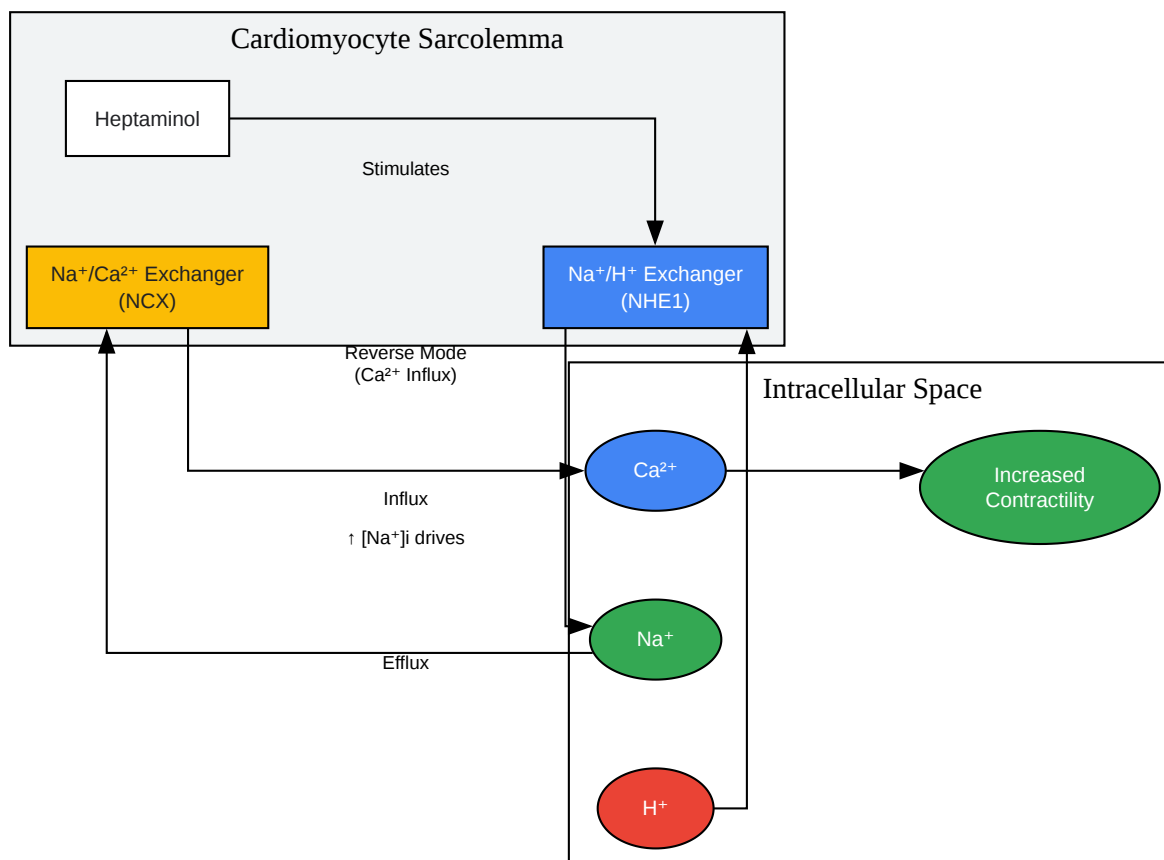 Cardiomyocyte Sarcolemma
Heptaminol
Stimulates
Na⁺/Ca²⁺ Exchanger
(NCX)
Na⁺/H⁺ Exchanger
(NHE1)
Reverse Mode
(Ca²⁺ Influx)
Intracellular Space
Ca²⁺
Increased
Contractility
Influx
↑ [Na⁺]i drives
Na⁺
Efflux
H⁺